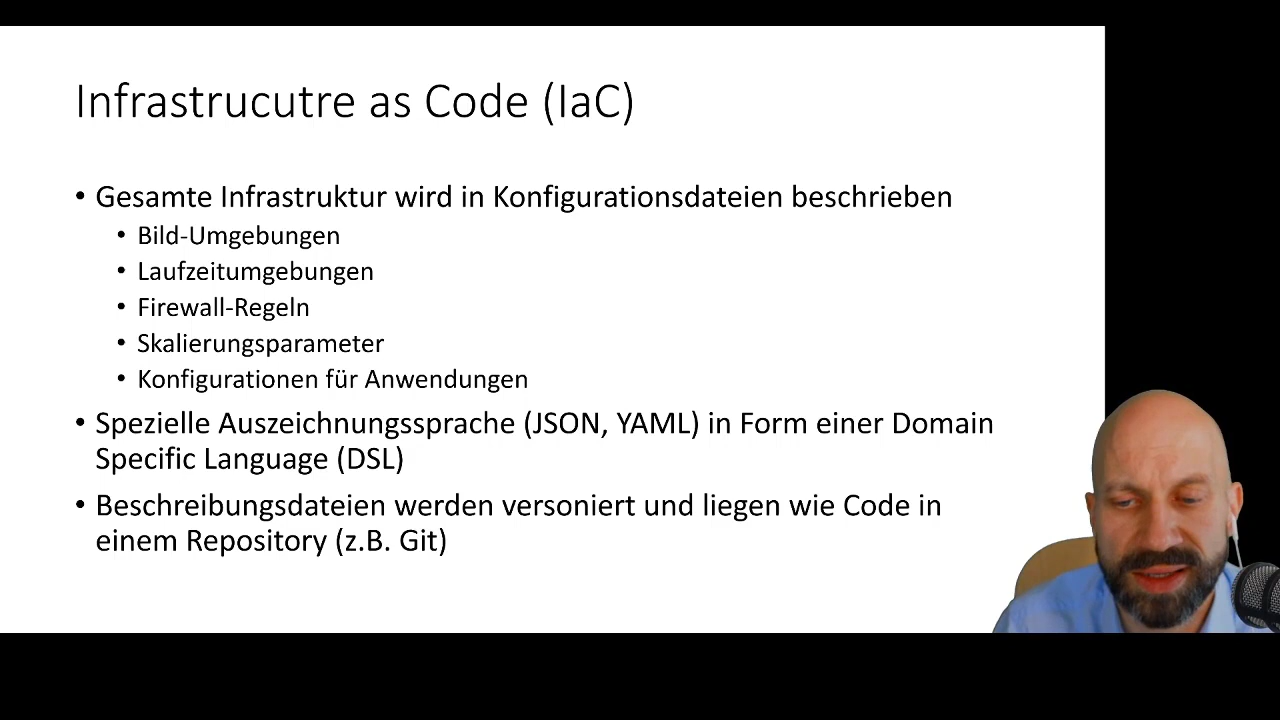 Infrastrucutre as Code (IaC)
• Gesamte Infrastruktur wird in Konfigurationsdateien beschrieben
• Bild-Umgebungen
• Laufzeitumgebungen
• Firewall-Regeln
• Skalierungsparameter
• Konfigurationen für Anwendungen
• Spezielle Auszeichnungssprache (JSON, YAML) in Form einer Domain
Specific Language (DSL)
• Beschreibungsdateien werden versoniert und liegen wie Code in
einem Repository (z.B. Git)